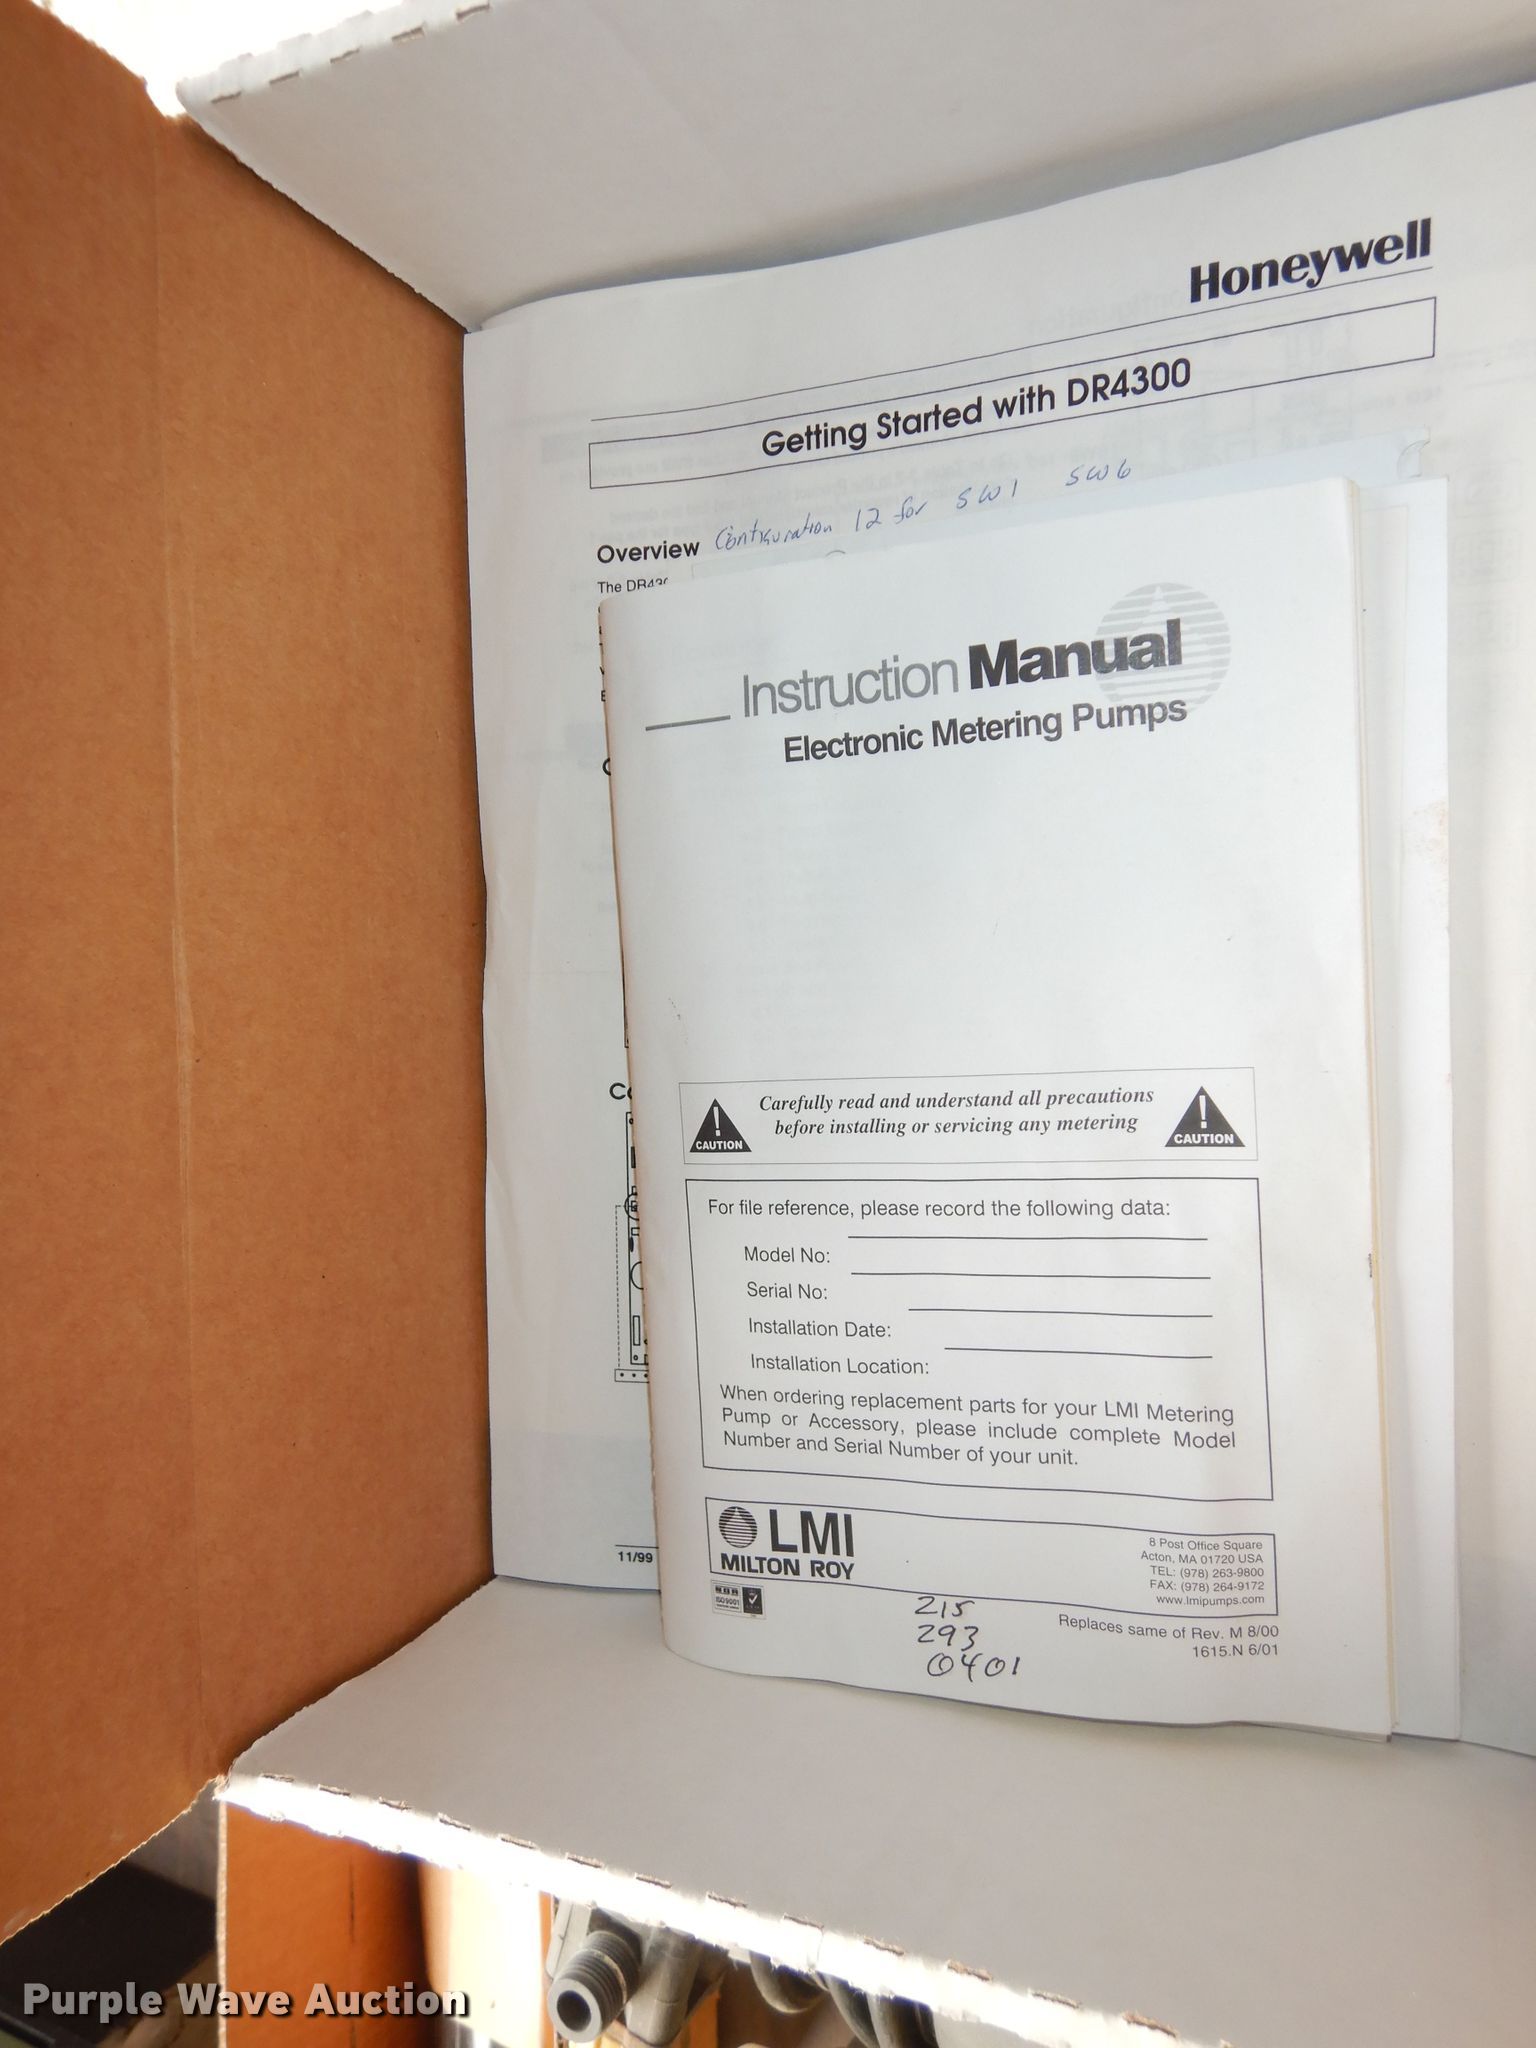 Honeywell
Getting Started with DR4300
Configuration 12 for SW1 SW6
Overview
The DR43
Instruction Manual
Electronic Metering Pumps
Carefully read and understand all precautions
before installing or servicing any metering
CAUTION
CAUTION
For file reference, please record the following data:
Model No:
Serial No:
Installation Date:
Installation Location:
When ordering replacement parts for your LMI Metering
Pump or Accessory, please include complete Model
Number and Serial Number of your unit.
LMI
MILTON ROY
8 Post Office Square
Acton, MA 01720 USA
TEL: (978) 263-9800
FAX: (978) 264-9172
www.lmipumps.com
ISO9001
Replaces same of Rev. M 8/00
1615.N 6/01
215
293
0401
11/99
Purple Wave Auction